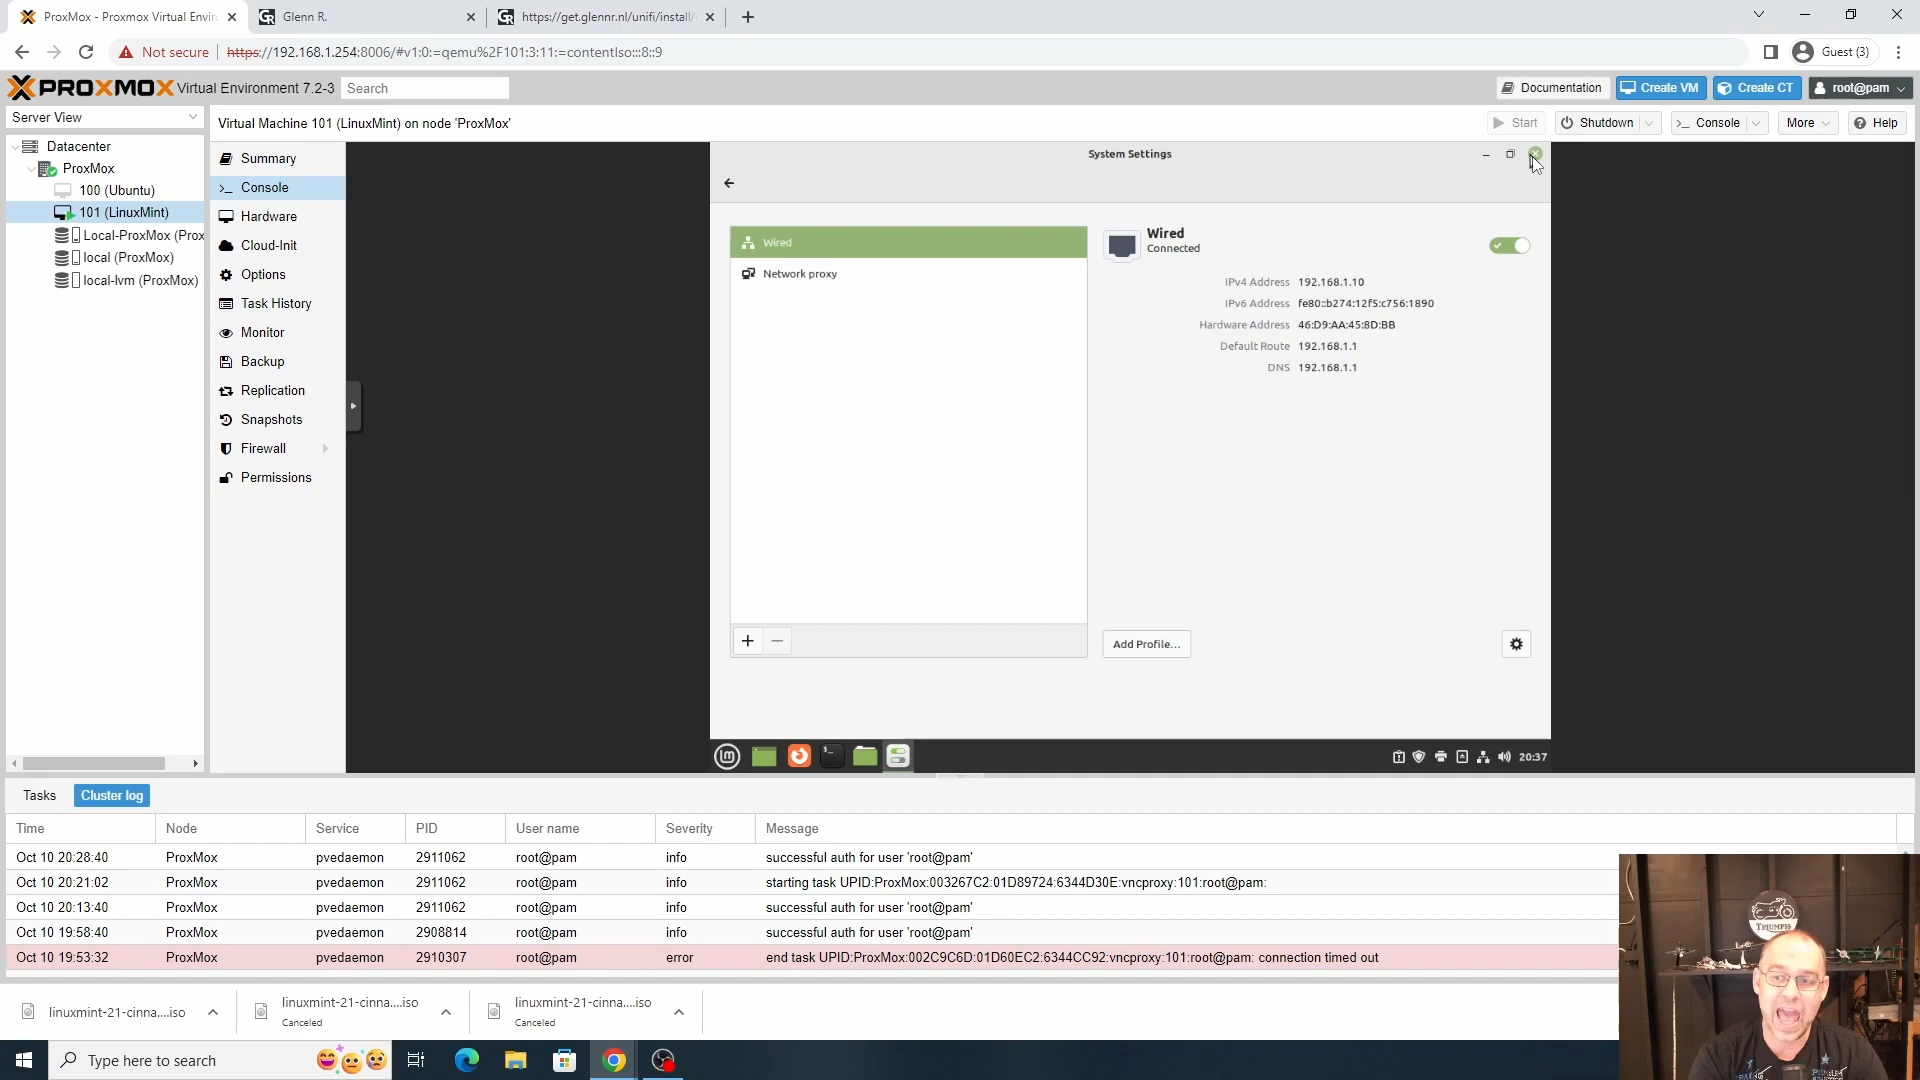 ProxMox - Proxmox Virtual Envir
Glenn R.
https://get.glennr.nl/unifi/install/
Not secure
https://192.168.1.254:8006/#v1:0:=qemu%2F101:3:11:=contentIso:::8::9
Guest (3)
PROXMOX Virtual Environment 7.2-3
Search
Documentation
Create VM
Create CT
root@pam
Server View
Virtual Machine 101 (LinuxMint) on node 'ProxMox'
Start
Shutdown
Console
More
Help
Datacenter
ProxMox
100 (Ubuntu)
101 (LinuxMint)
Local-ProxMox (Prox
local (ProxMox)
local-lvm (ProxMox)
Summary
Console
Hardware
Cloud-Init
Options
Task History
Monitor
Backup
Replication
Snapshots
Firewall
Permissions
System Settings
Wired
Network proxy
Wired
Connected
IPv4 Address 192.168.1.10
IPv6 Address fe80::b274:12f5:c756:1890
Hardware Address 46:D9:AA:45:8D:BB
Default Route 192.168.1.1
DNS 192.168.1.1
Add Profile...
20:37
Tasks
Cluster log
Time Node Service PID User name Severity Message
Oct 10 20:28:40 ProxMox pvedaemon 2911062 root@pam info successful auth for user 'root@pam'
Oct 10 20:21:02 ProxMox pvedaemon 2911062 root@pam info starting task UPID:ProxMox:003267C2:01D89724:6344D30E:vncproxy:101:root@pam:
Oct 10 20:13:40 ProxMox pvedaemon 2911062 root@pam info successful auth for user 'root@pam'
Oct 10 19:58:40 ProxMox pvedaemon 2908814 root@pam info successful auth for user 'root@pam'
Oct 10 19:53:32 ProxMox pvedaemon 2910307 root@pam error end task UPID:ProxMox:002C9C6D:01D60EC2:6344CC92:vncproxy:101:root@pam: connection timed out
linuxmint-21-cinna....iso
linuxmint-21-cinna....iso
Canceled
linuxmint-21-cinna....iso
Canceled
TRIUMPH
Type here to search